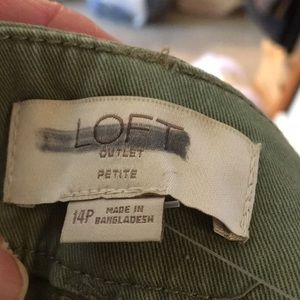 LOFT
OUTLET
PETITE
14P MADE IN
BANGLADESH